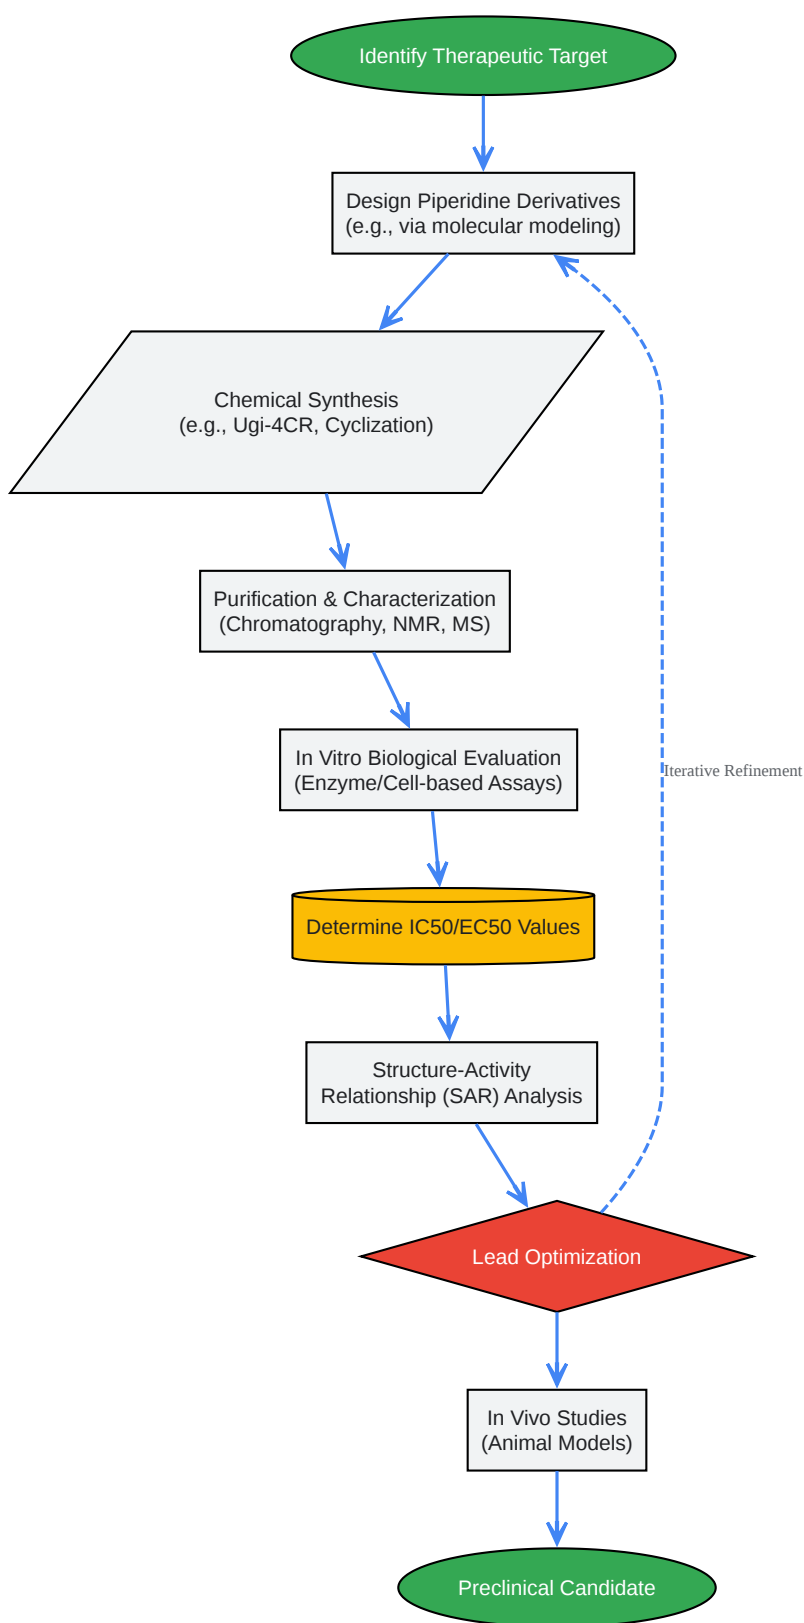 Identify Therapeutic Target
Design Piperidine Derivatives
(e.g., via molecular modeling)
Chemical Synthesis
(e.g., Ugi-4CR, Cyclization)
Purification & Characterization
(Chromatography, NMR, MS)
In Vitro Biological Evaluation
(Enzyme/Cell-based Assays)
Iterative Refinement
Determine IC50/EC50 Values
Structure-Activity
Relationship (SAR) Analysis
Lead Optimization
In Vivo Studies
(Animal Models)
Preclinical Candidate